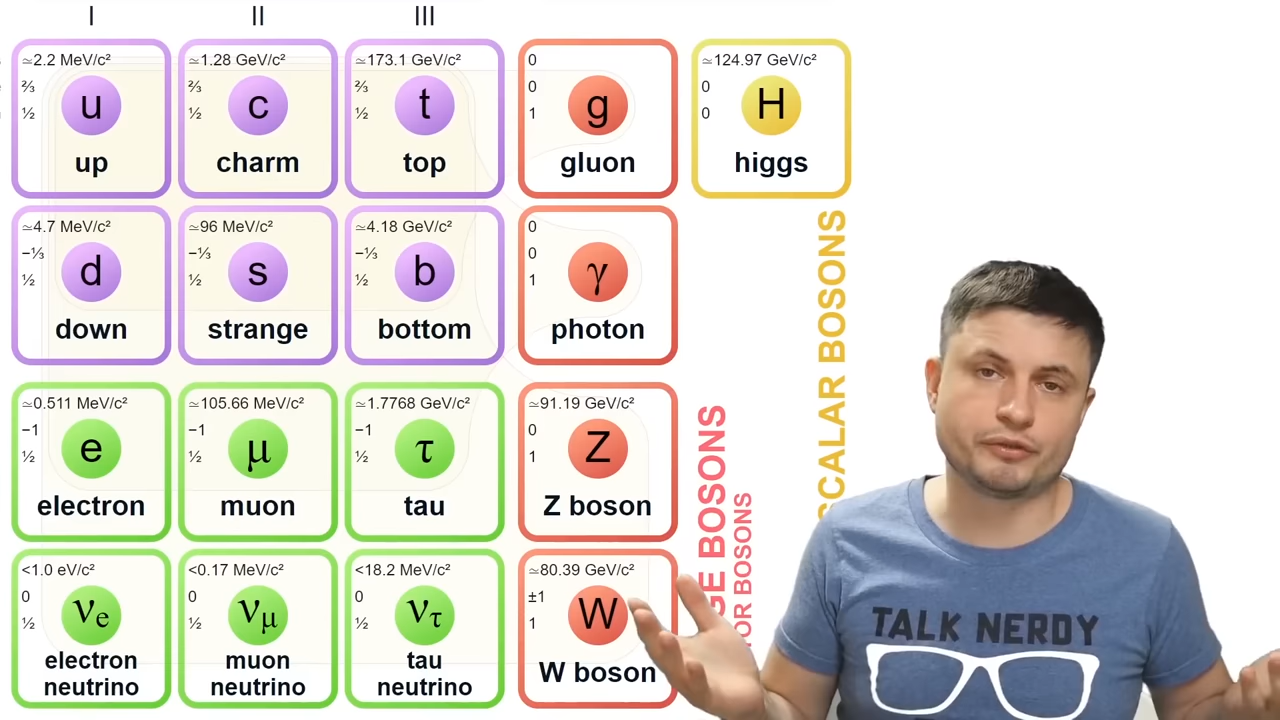 I II III
≃2.2 MeV/c² ≃1.28 GeV/c² ≃173.1 GeV/c² 0 ≃124.97 GeV/c²
⅔ ⅔ ⅔ 0 0
½ ½ ½ 1 0
u c t g H
up charm top gluon higgs
≃4.7 MeV/c² ≃96 MeV/c² ≃4.18 GeV/c² 0
−⅓ −⅓ −⅓ 0
½ ½ ½ 1
d s b γ
down strange bottom photon
SCALAR BOSONS
≃0.511 MeV/c² ≃105.66 MeV/c² ≃1.7768 GeV/c² ≃91.19 GeV/c²
−1 −1 −1 0
½ ½ ½ 1
e μ τ Z
electron muon tau Z boson
BOSONS
BOSONS
<1.0 eV/c² <0.17 MeV/c² <18.2 MeV/c² ≃80.39 GeV/c²
0 0 0 ±1
½ ½ ½ 1
νe νμ ντ W
electron muon tau
neutrino neutrino neutrino W boson
TALK NERDY